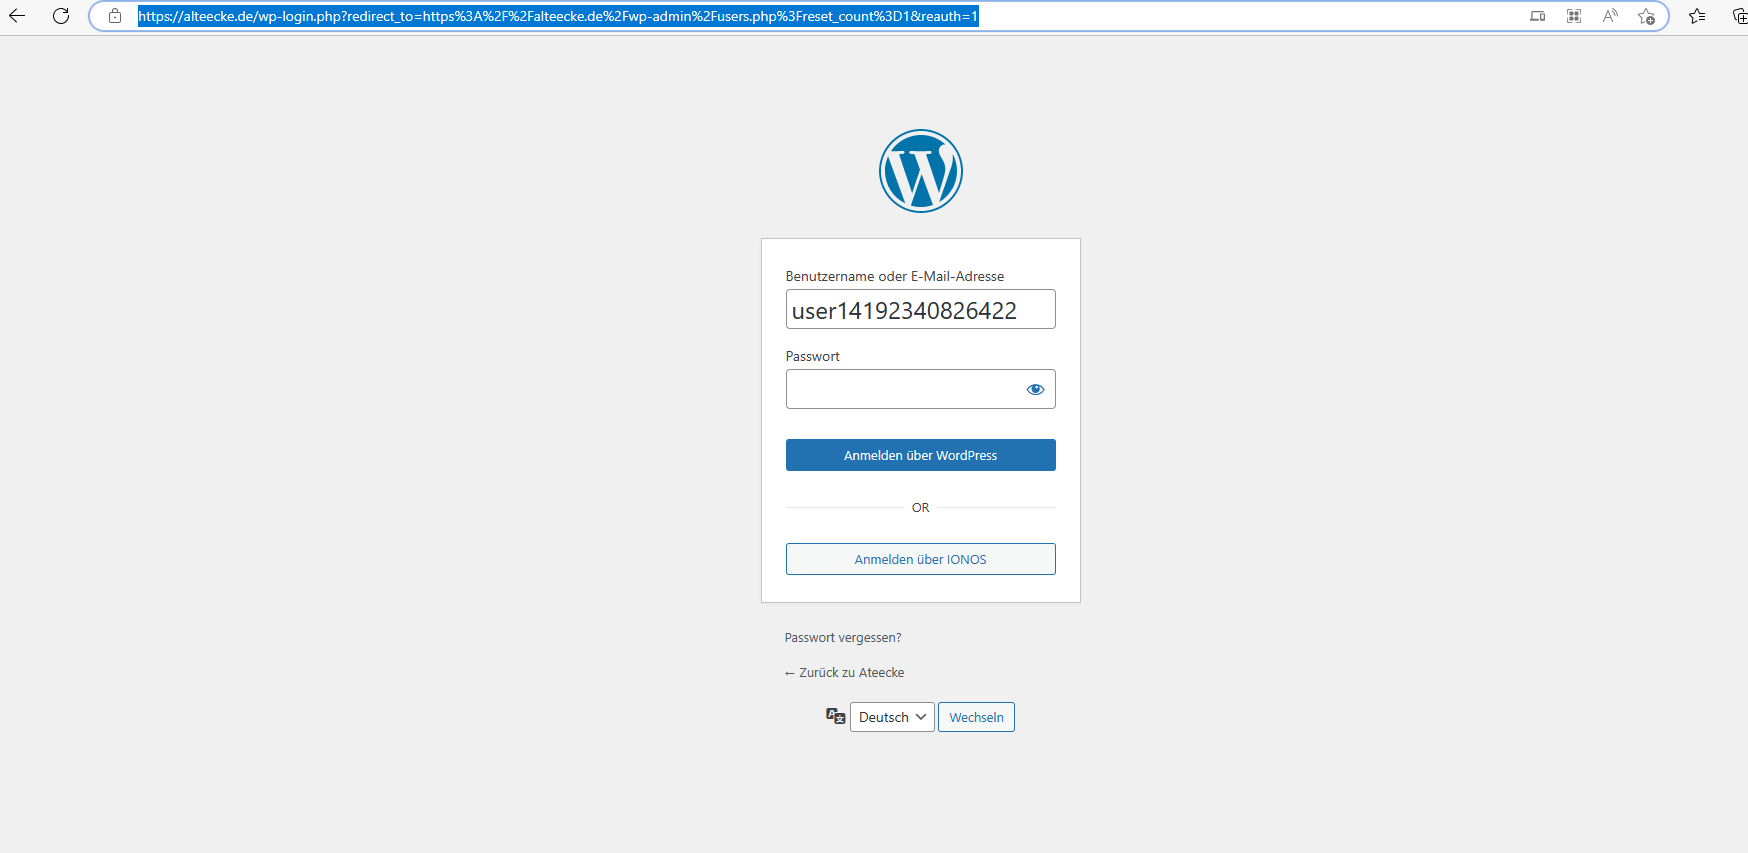 https://alteecke.de/wp-login.php?redirect_to=https%3A%2F%2Falteecke.de%2Fwp-admin%2Fusers.php%3Freset_count%3D1&reauth=1
Benutzername oder E-Mail-Adresse
user14192340826422
Passwort
Anmelden über WordPress
OR
Anmelden über IONOS
Passwort vergessen?
← Zurück zu Ateecke
Deutsch
Wechseln